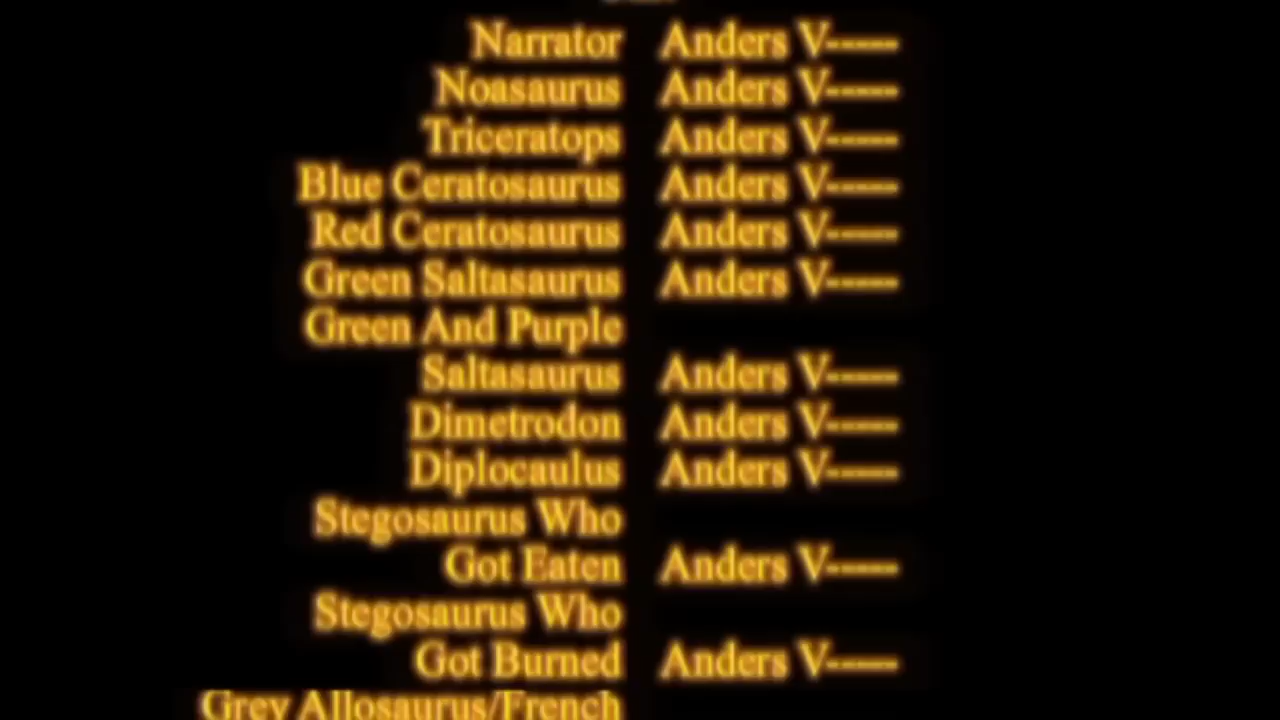 Narrator Anders V-----
Noasaurus Anders V-----
Triceratops Anders V-----
Blue Ceratosaurus Anders V-----
Red Ceratosaurus Anders V-----
Green Saltasaurus Anders V-----
Green And Purple
Saltasaurus Anders V-----
Dimetrodon Anders V-----
Diplocaulus Anders V-----
Stegosaurus Who
Got Eaten Anders V-----
Stegosaurus Who
Got Burned Anders V-----
Grey Allosaurus/French